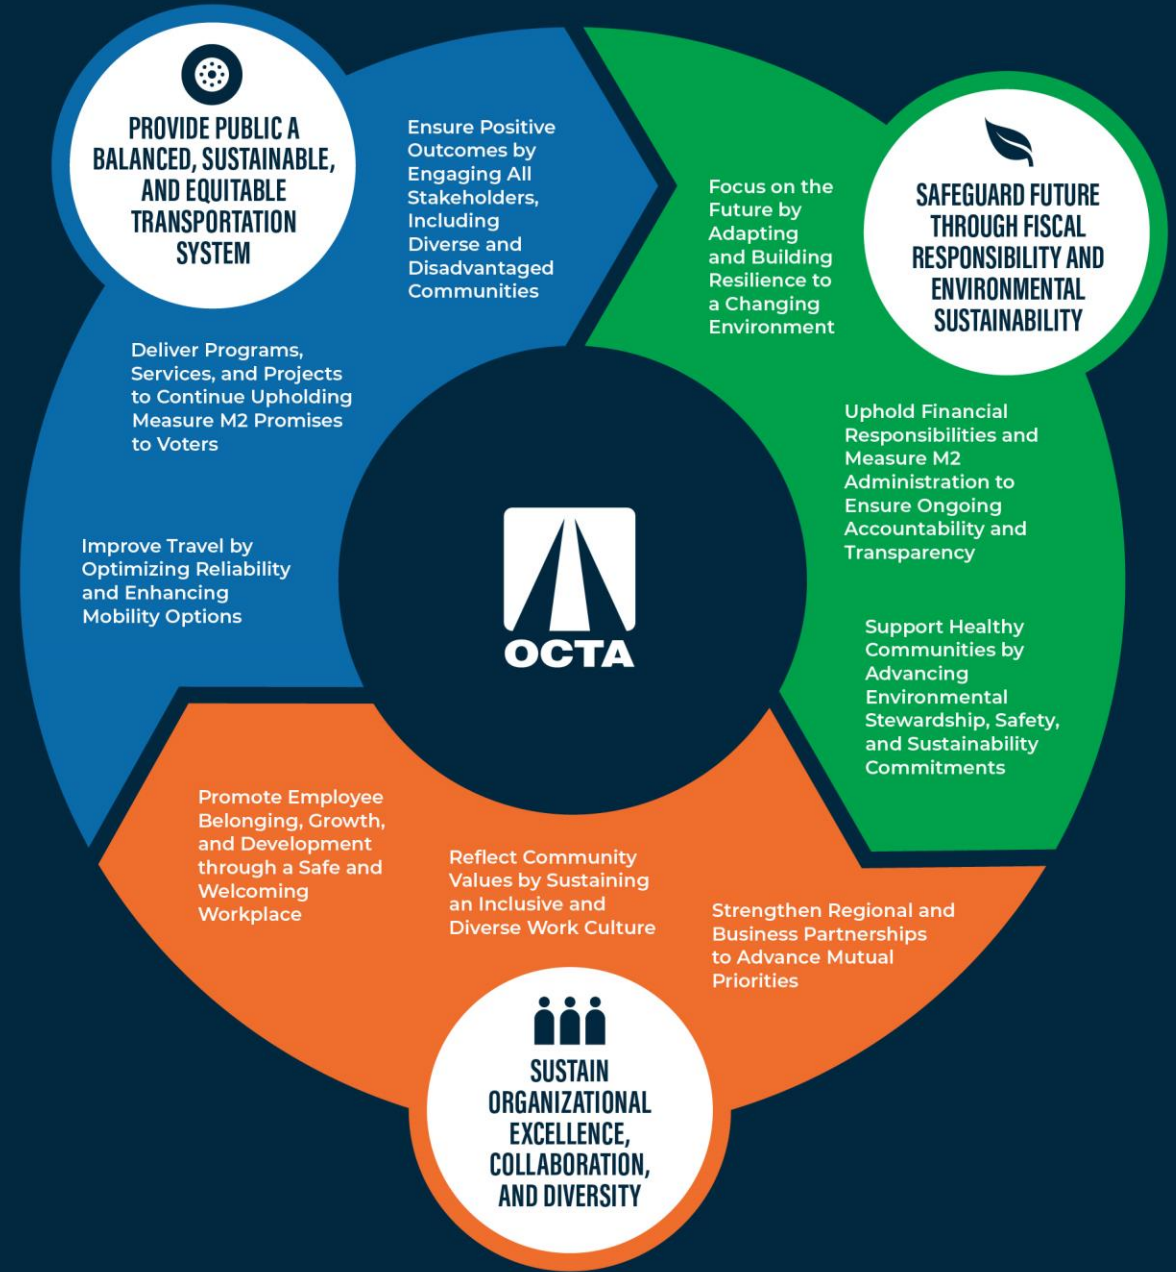 PROVIDE PUBLIC A
BALANCED, SUSTAINABLE,
AND EQUITABLE
TRANSPORTATION
SYSTEM
Ensure Positive
Outcomes by
Engaging All
Stakeholders,
Including
Diverse and
Disadvantaged
Communities
Deliver Programs,
Services, and Projects
to Continue Upholding
Measure M2 Promises
to Voters
Improve Travel by
Optimizing Reliability
and Enhancing
Mobility Options
SAFEGUARD FUTURE
THROUGH FISCAL
RESPONSIBILITY AND
ENVIRONMENTAL
SUSTAINABILITY
Focus on the
Future by
Adapting
and Building
Resilience to
a Changing
Environment
Uphold Financial
Responsibilities and
Measure M2
Administration to
Ensure Ongoing
Accountability and
Transparency
Support Healthy
Communities by
Advancing
Environmental
Stewardship, Safety,
and Sustainability
Commitments
OCTA
Promote Employee
Belonging, Growth,
and Development
through a Safe and
Welcoming
Workplace
Reflect Community
Values by Sustaining
an Inclusive and
Diverse Work Culture
Strengthen Regional and
Business Partnerships
to Advance Mutual
Priorities
SUSTAIN
ORGANIZATIONAL
EXCELLENCE,
COLLABORATION,
AND DIVERSITY